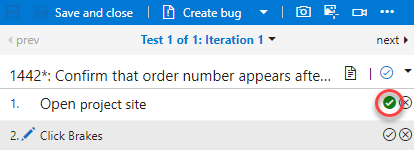 Save and close Create bug
prev Test 1 of 1: Iteration 1 next
1442*: Confirm that order number appears afte...
1. Open project site
2. Click Brakes